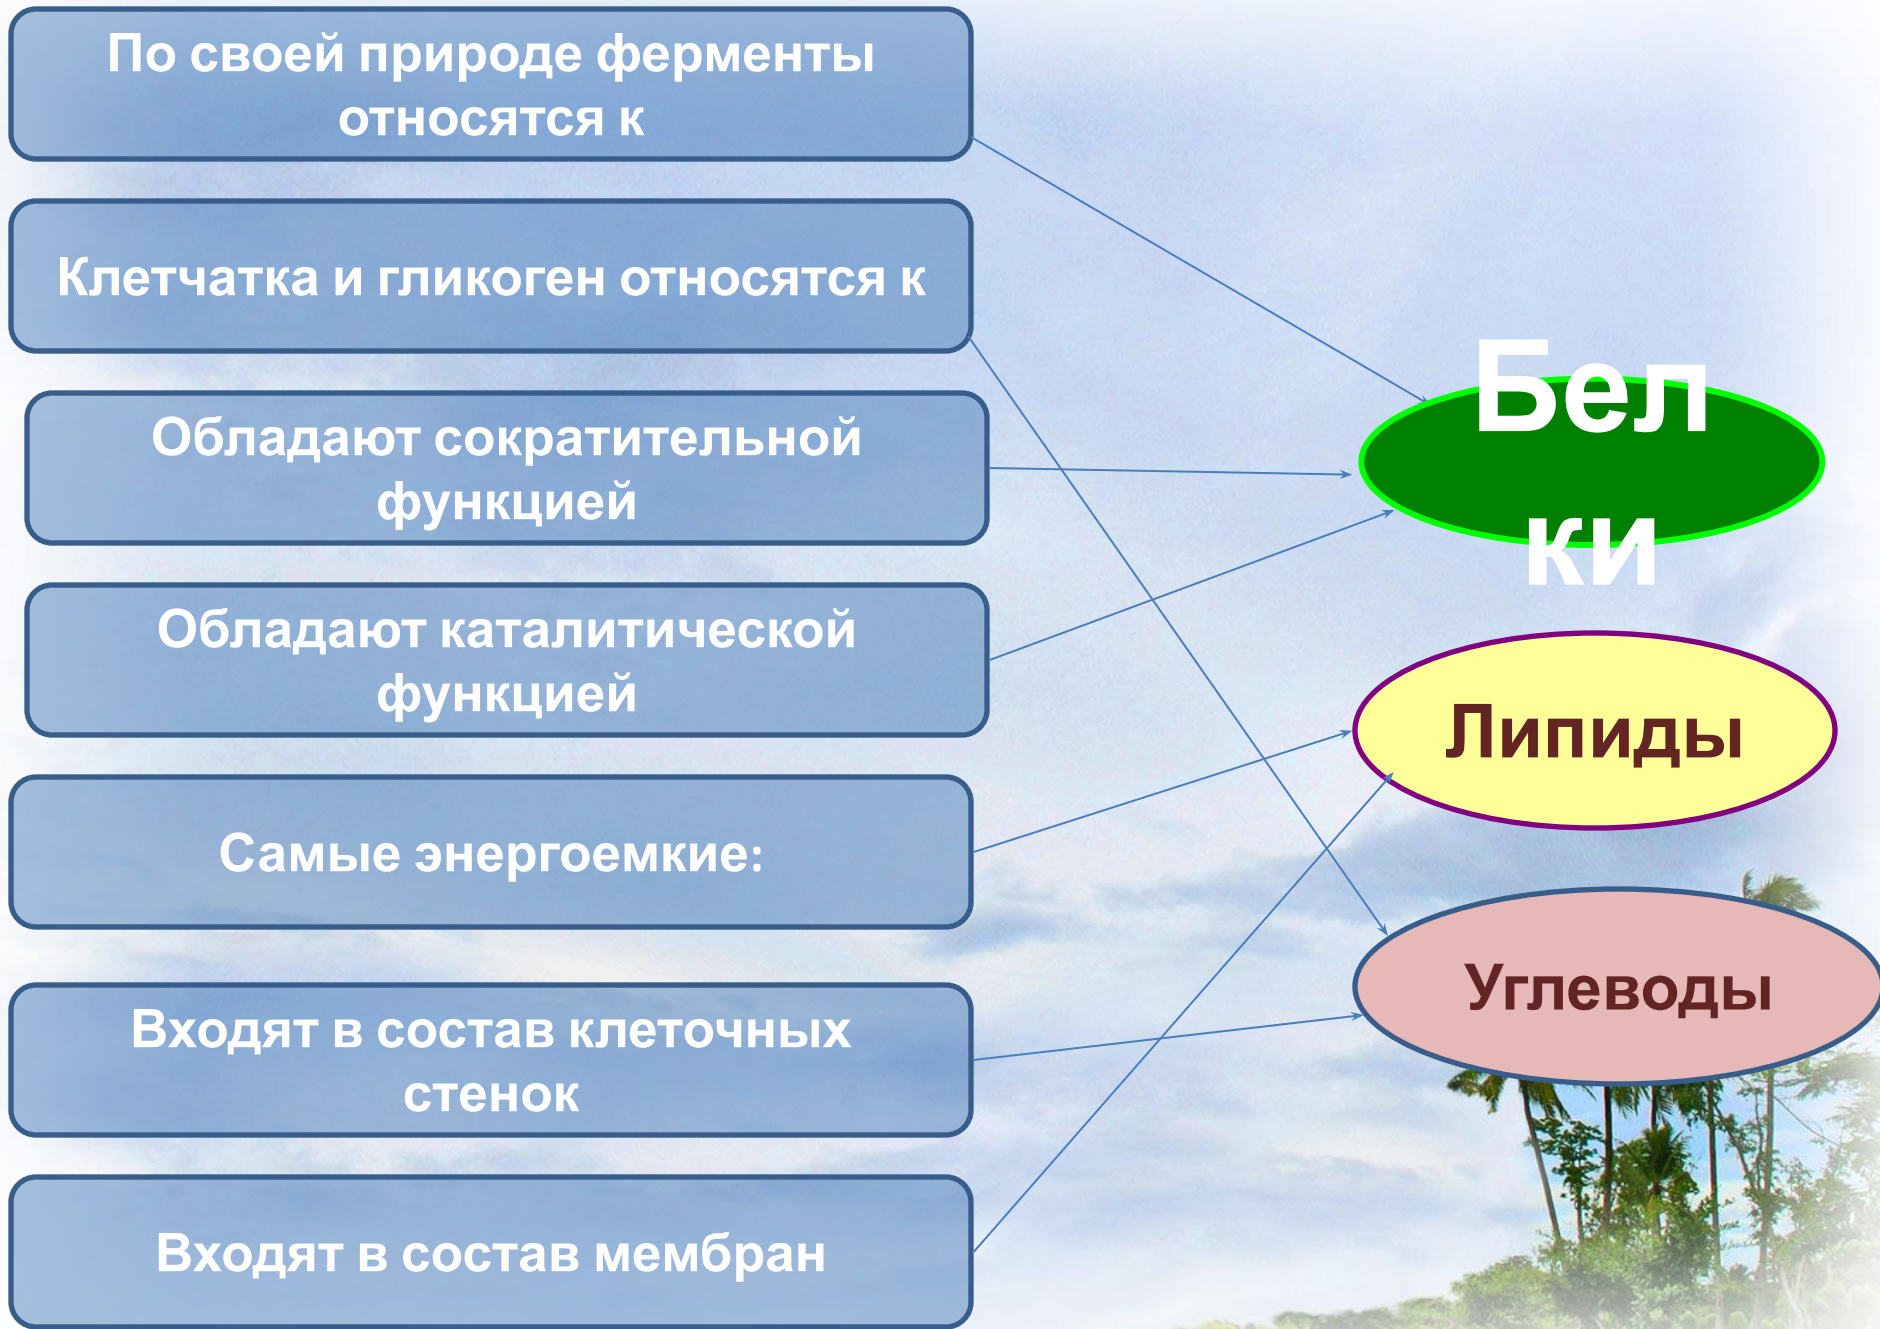 По своей природе ферменты
относятся к
Клетчатка и гликоген относятся к
Обладают сократительной
функцией
Обладают каталитической
функцией
Самые энергоемкие:
Входят в состав клеточных
стенок
Входят в состав мембран
Бел
ки
Липиды
Углеводы